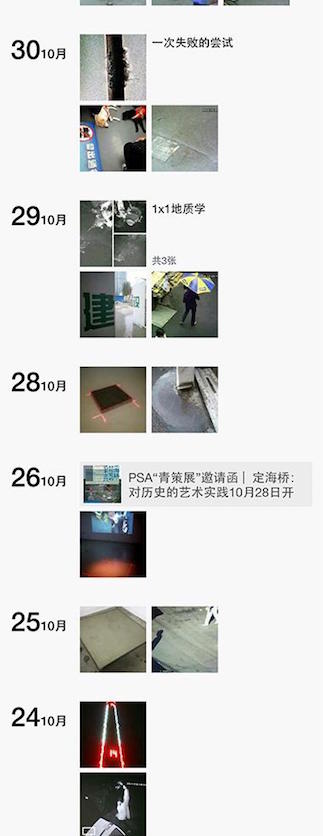 30 10月
一次失败的尝试
29 10月
1x1地质学
共3张
建
28 10月
26 10月
PSA“青策展”邀请函 | 定海桥:
对历史的艺术实践10月28日开
25 10月
24 10月